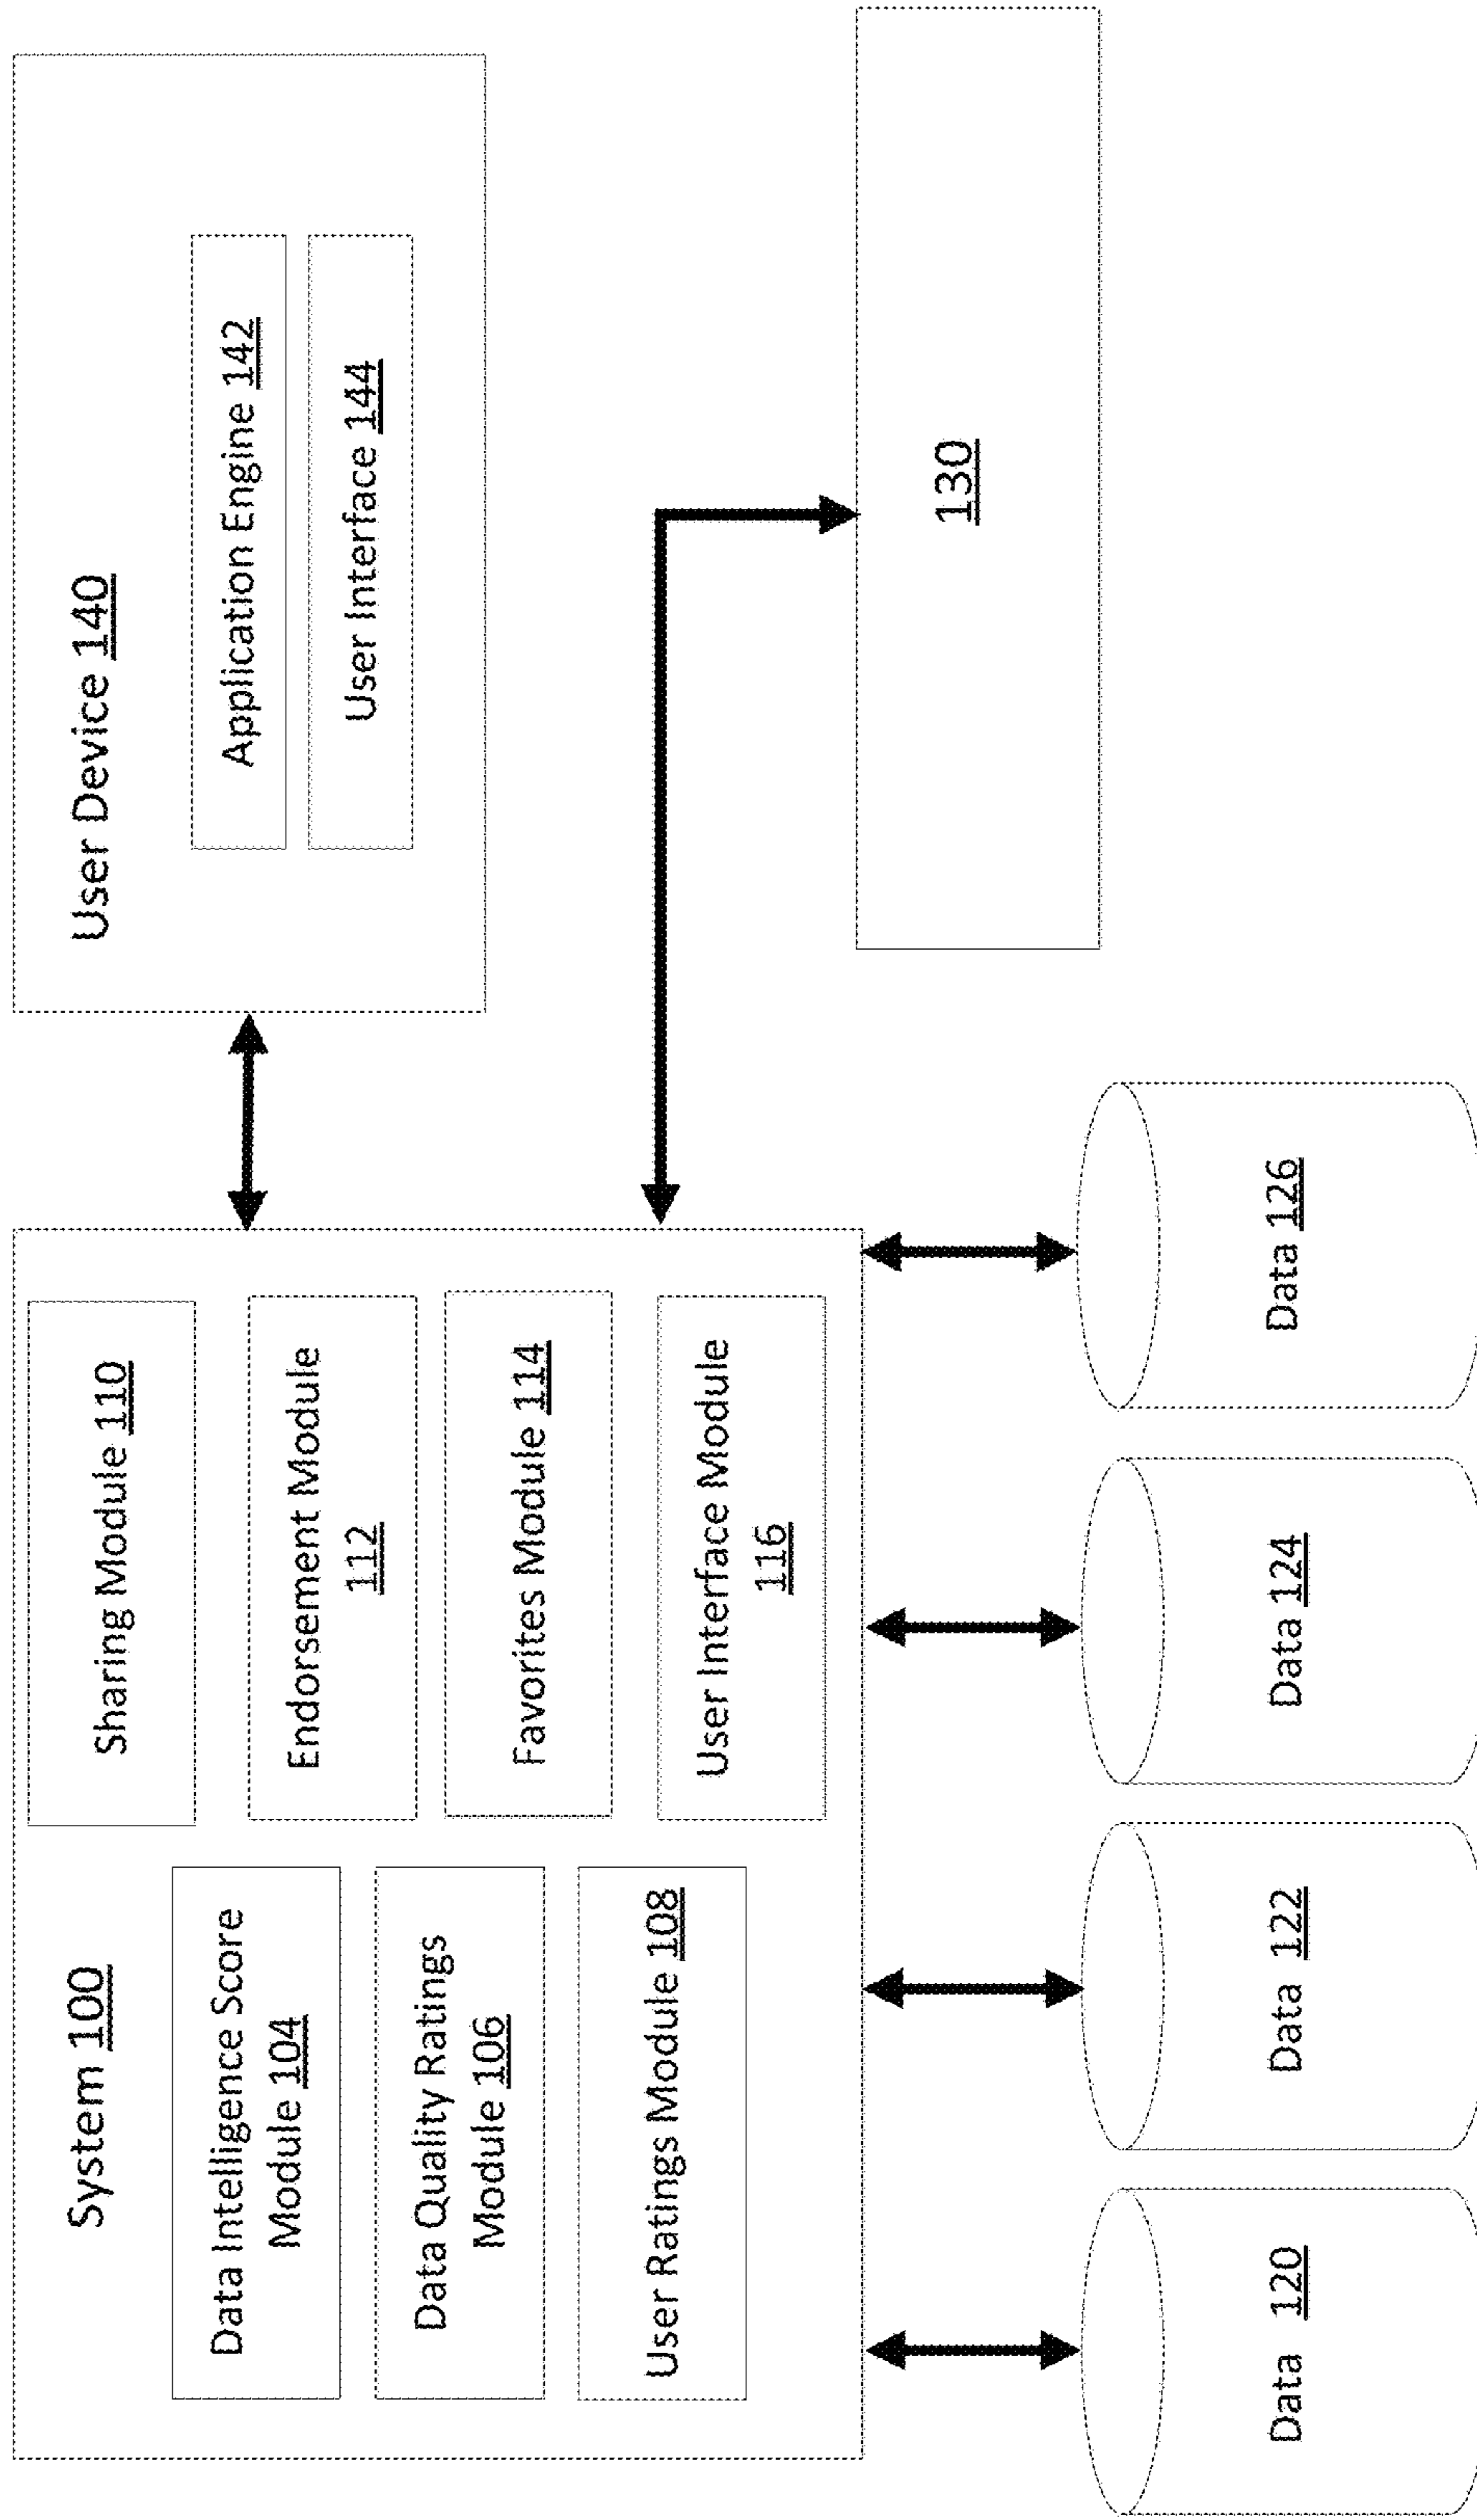 System 100
Data Intelligence Score
Module 104
Data Quality Ratings
Module 106
User Ratings Module 108
Sharing Module 110
Endorsement Module
112
Favorites Module 114
User Interface Module
116
User Device 140
Application Engine 142
User Interface 144
130
Data 120
Data 122
Data 124
Data 126